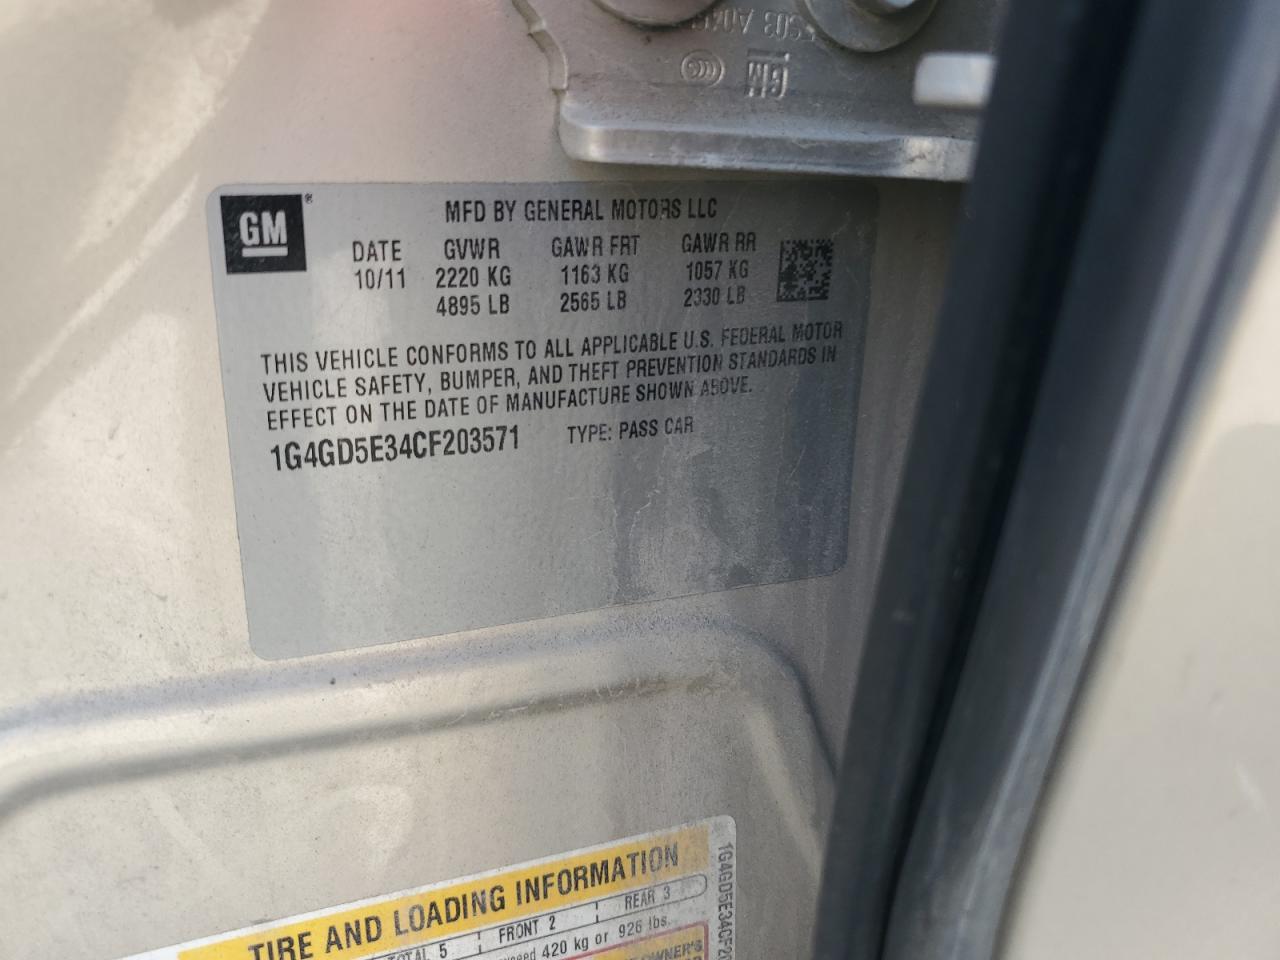 GM
GM ®
MFD BY GENERAL MOTORS LLC
DATE GVWR GAWR FRT GAWR RR
10/11 2220 KG 1163 KG 1057 KG
4895 LB 2565 LB 2330 LB
THIS VEHICLE CONFORMS TO ALL APPLICABLE U.S. FEDERAL MOTOR
VEHICLE SAFETY, BUMPER, AND THEFT PREVENTION STANDARDS IN
EFFECT ON THE DATE OF MANUFACTURE SHOWN ABOVE.
1G4GD5E34CF203571 TYPE: PASS CAR
TIRE AND LOADING INFORMATION
TOTAL 5 FRONT 2 REAR 3
420 kg or 926 lbs.
OWNER'S
1G4GD5E34CF20